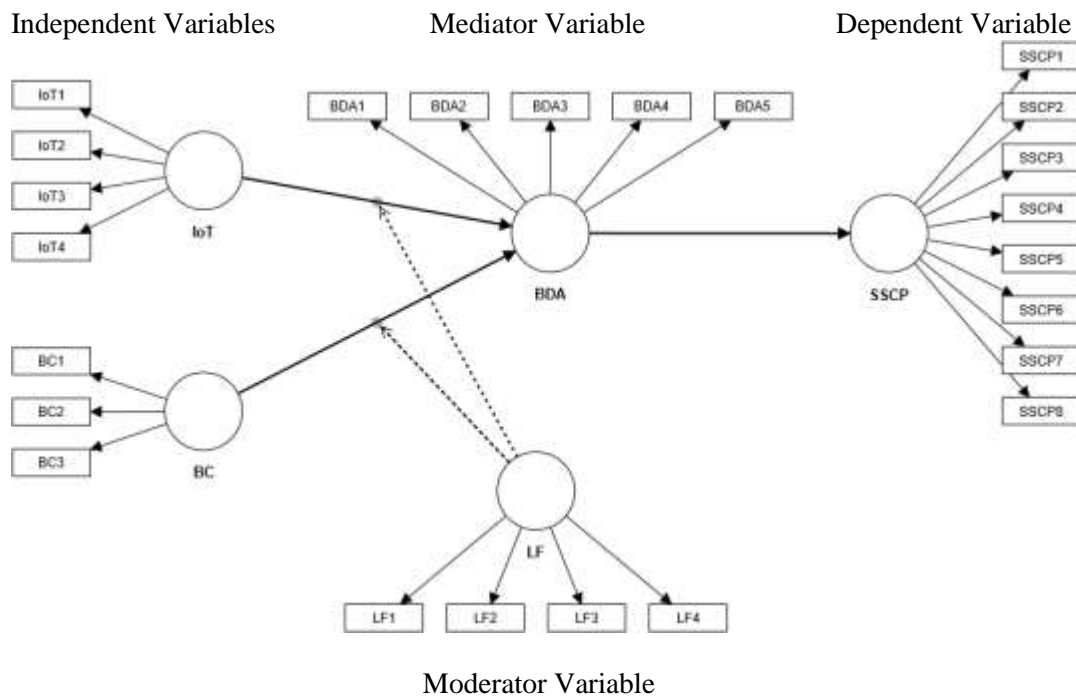 Independent Variables
Mediator Variable
Dependent Variable
SSCP1
IoT1
BDA1
BDA2
BDA3
BDA4
BDA5
SSCP2
IoT2
SSCP3
IoT3
SSCP4
IoT4
IoT
SSCP5
BDA
SSCP
SSCP6
BC1
SSCP7
BC2
SSCP8
BC3
BC
LF
LF1
LF2
LF3
LF4
Moderator Variable